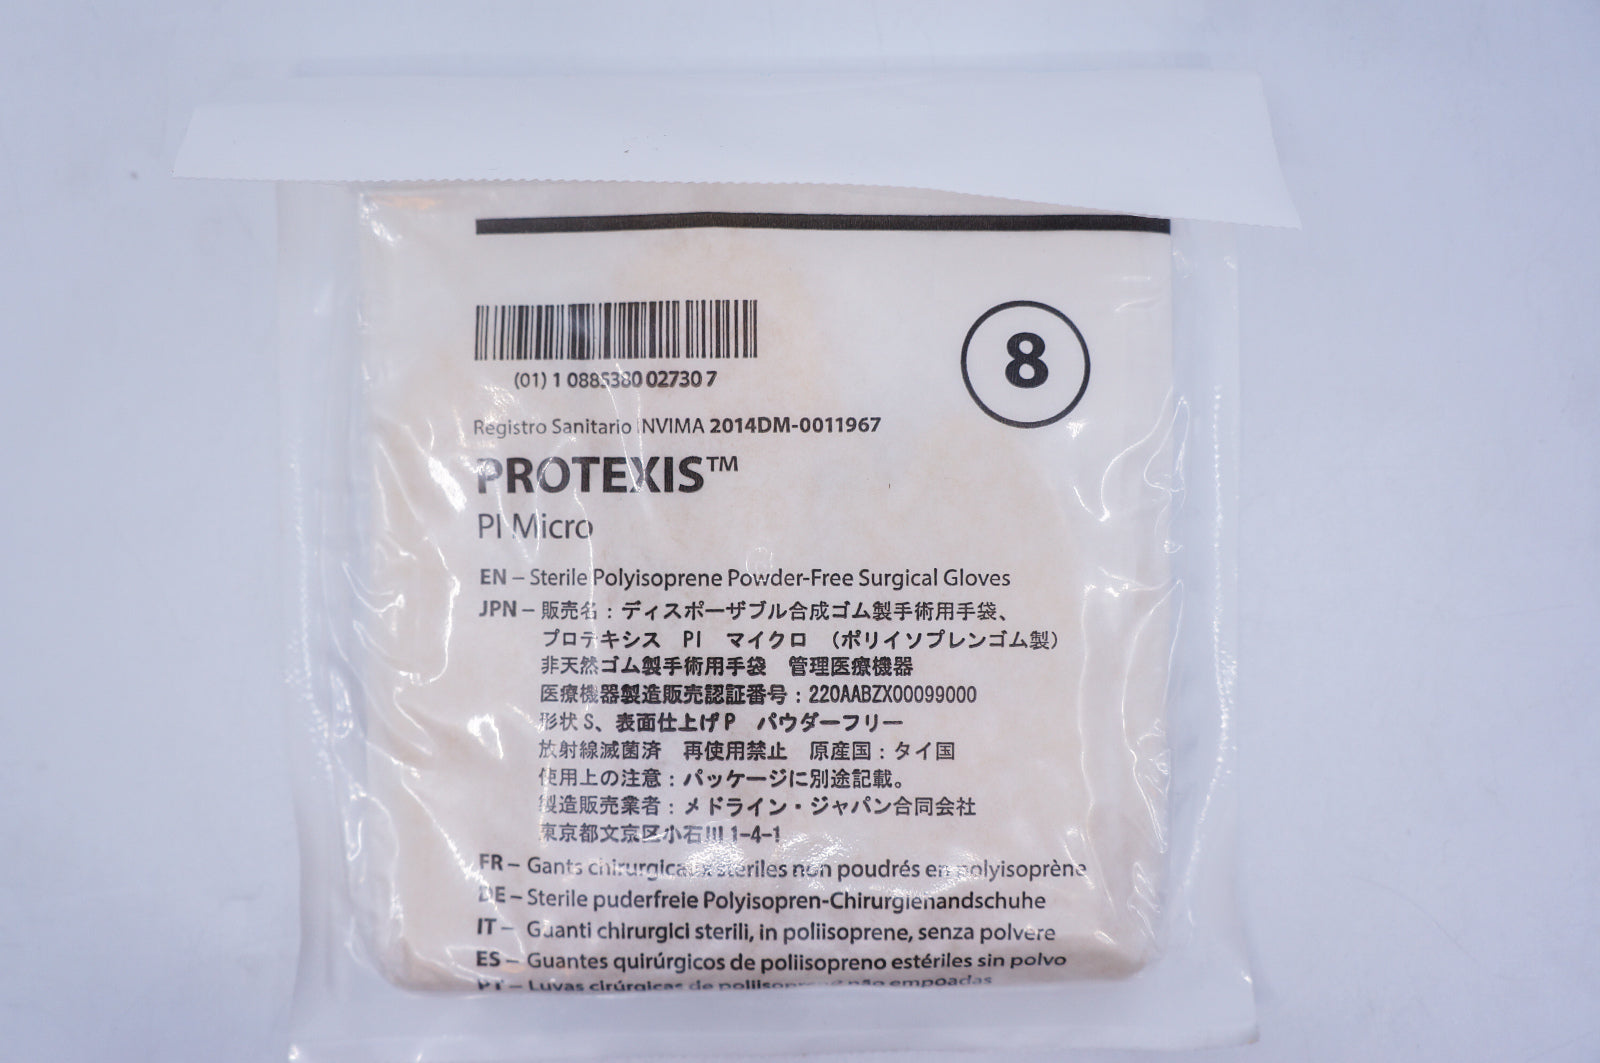 (01) 1 0885380 02730 7
8
Registro Sanitario INVIMA 2014DM-0011967
PROTEXIS™
PI Micro
EN – Sterile Polyisoprene Powder-Free Surgical Gloves
JPN – 販売名：ディスポーザブル合成ゴム製手術用手袋、
プロテキシス PI マイクロ （ポリイソプレンゴム製）
非天然ゴム製手術用手袋 管理医療機器
医療機器製造販売認証番号：220AABZX00099000
形状 S、表面仕上げ P パウダーフリー
放射線滅菌済 再使用禁止 原産国：タイ国
使用上の注意：パッケージに別途記載。
製造販売業者：メドライン・ジャパン合同会社
東京都文京区小石川 1-4-1
FR – Gants chirurgicaux stériles non poudrés en polyisoprène
DE – Sterile puderfreie Polyisopren-Chirurgiehandschuhe
IT – Guanti chirurgici sterili, in poliisoprene, senza polvere
ES – Guantes quirúrgicos de poliisopreno estériles sin polvo
PT – Luvas cirúrgicas de poliisopreno não empoadas